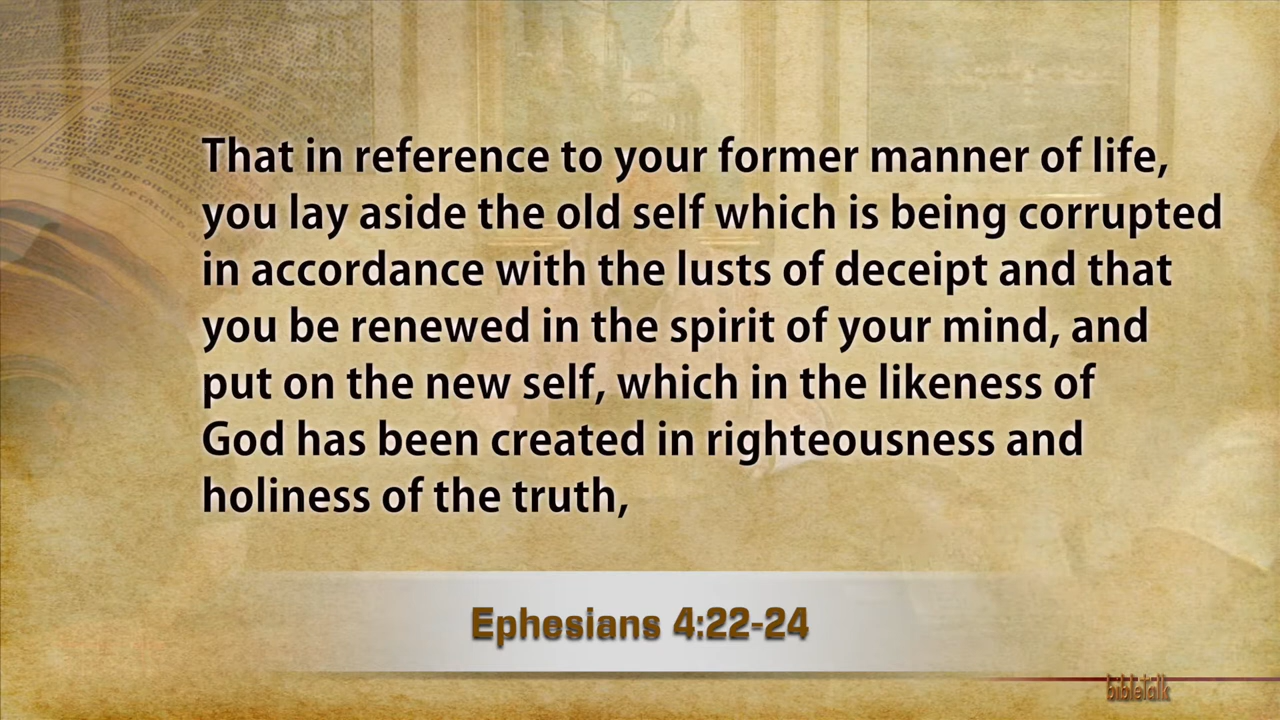 That in reference to your former manner of life,
you lay aside the old self which is being corrupted
in accordance with the lusts of deceipt and that
you be renewed in the spirit of your mind, and
put on the new self, which in the likeness of
God has been created in righteousness and
holiness of the truth,
Ephesians 4:22-24
bibletalk